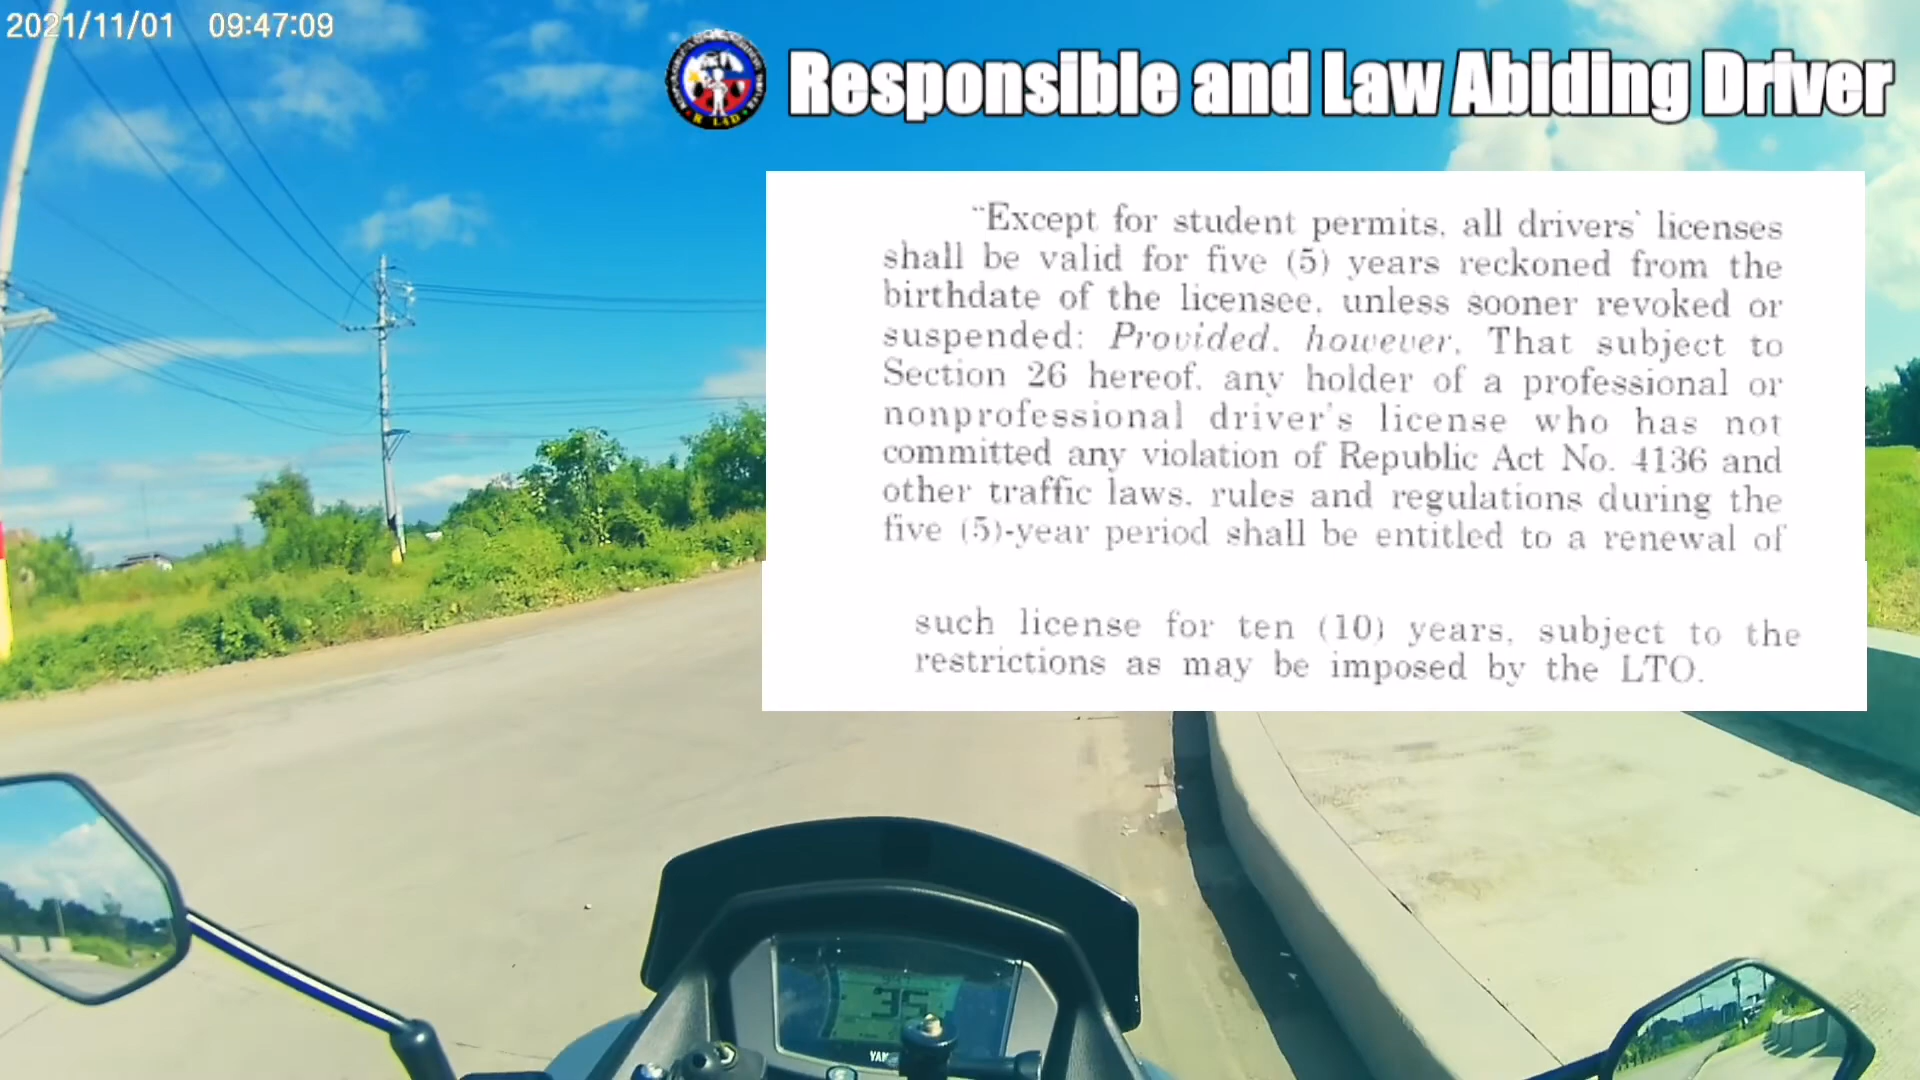 2021/11/01 09:47:09
Responsible and Law Abiding Driver
R L4D
"Except for student permits, all drivers' licenses
shall be valid for five (5) years reckoned from the
birthdate of the licensee, unless sooner revoked or
suspended: Provided, however, That subject to
Section 26 hereof, any holder of a professional or
nonprofessional driver's license who has not
committed any violation of Republic Act No. 4136 and
other traffic laws, rules and regulations during the
five (5)-year period shall be entitled to a renewal of
such license for ten (10) years, subject to the
restrictions as may be imposed by the LTO.
35